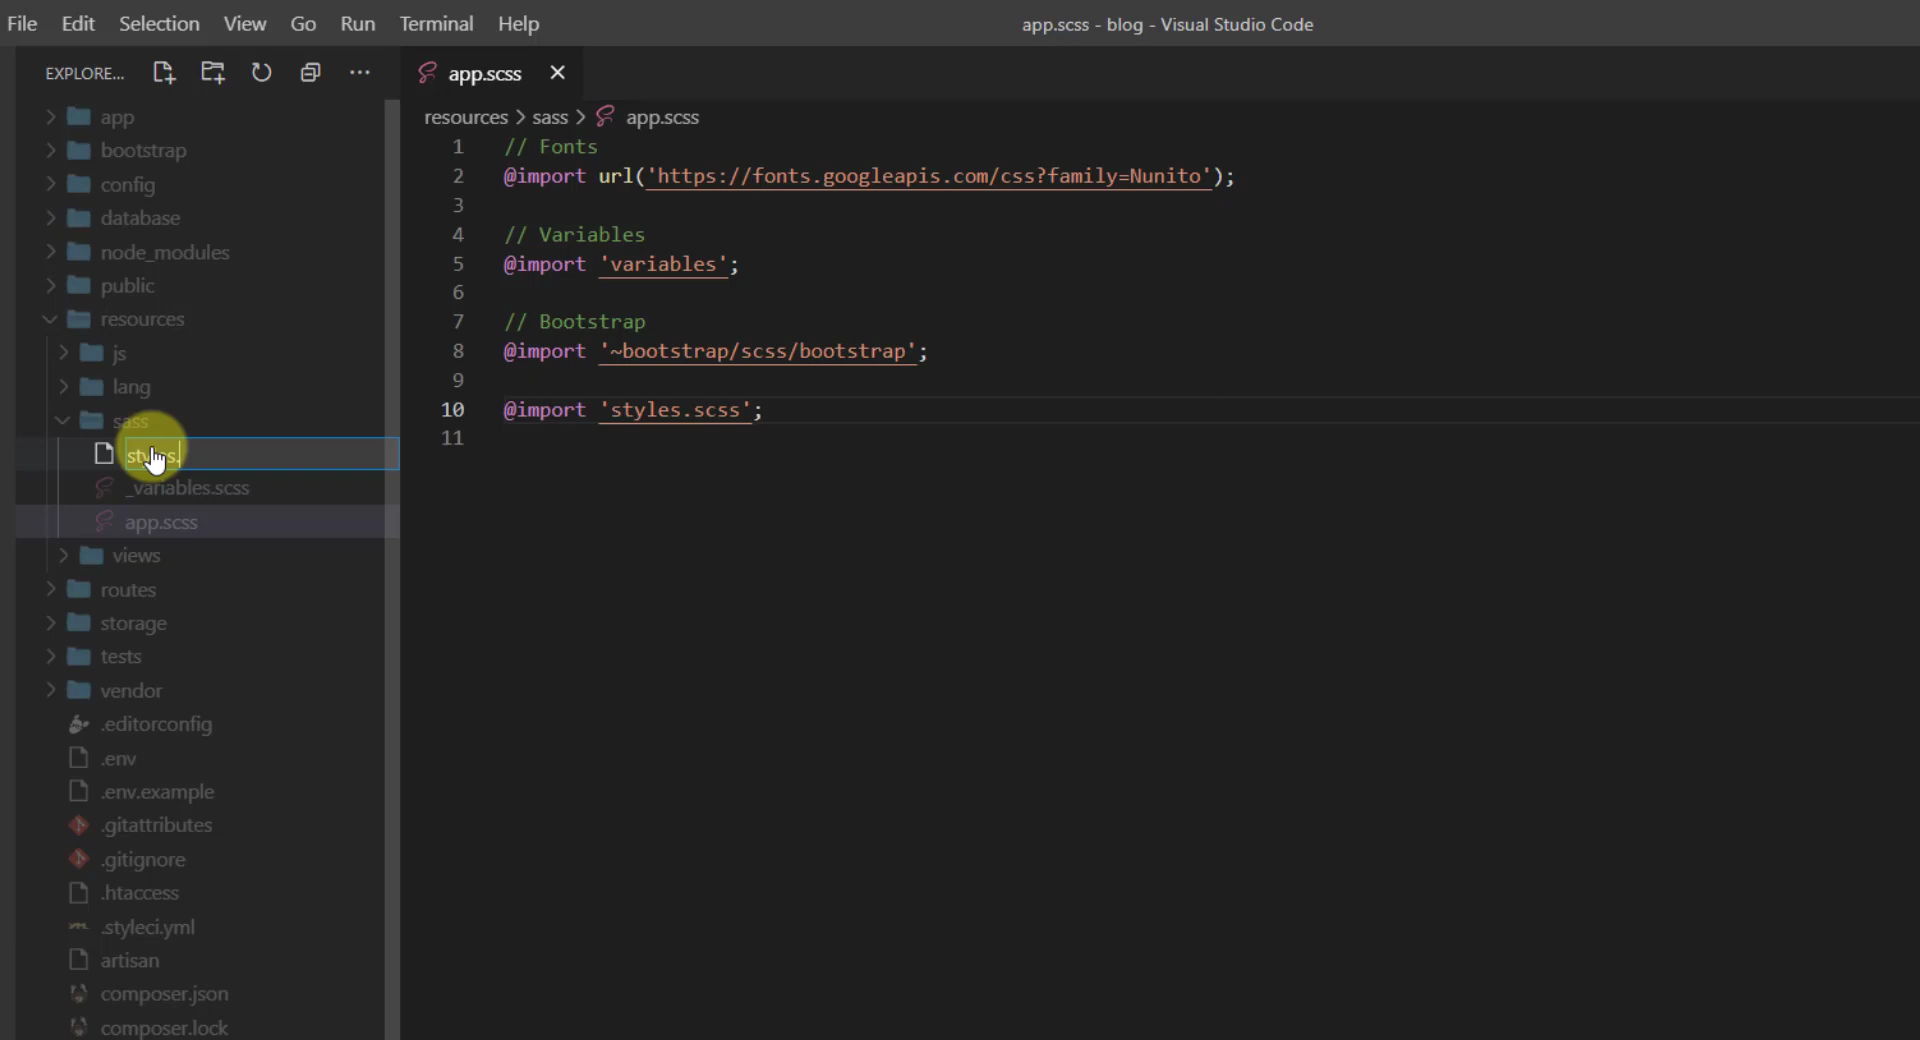 File Edit Selection View Go Run Terminal Help
app.scss - blog - Visual Studio Code
EXPLORE...
app
bootstrap
config
database
node_modules
public
resources
js
lang
sass
_variables.scss
app.scss
views
routes
storage
tests
vendor
.editorconfig
.env
.env.example
.gitattributes
.gitignore
.htaccess
.styleci.yml
artisan
composer.json
composer.lock
app.scss
resources > sass > app.scss
1 // Fonts
2 @import url('https://fonts.googleapis.com/css?family=Nunito');
3
4 // Variables
5 @import 'variables';
6
7 // Bootstrap
8 @import '~bootstrap/scss/bootstrap';
9
10 @import 'styles.scss';
11